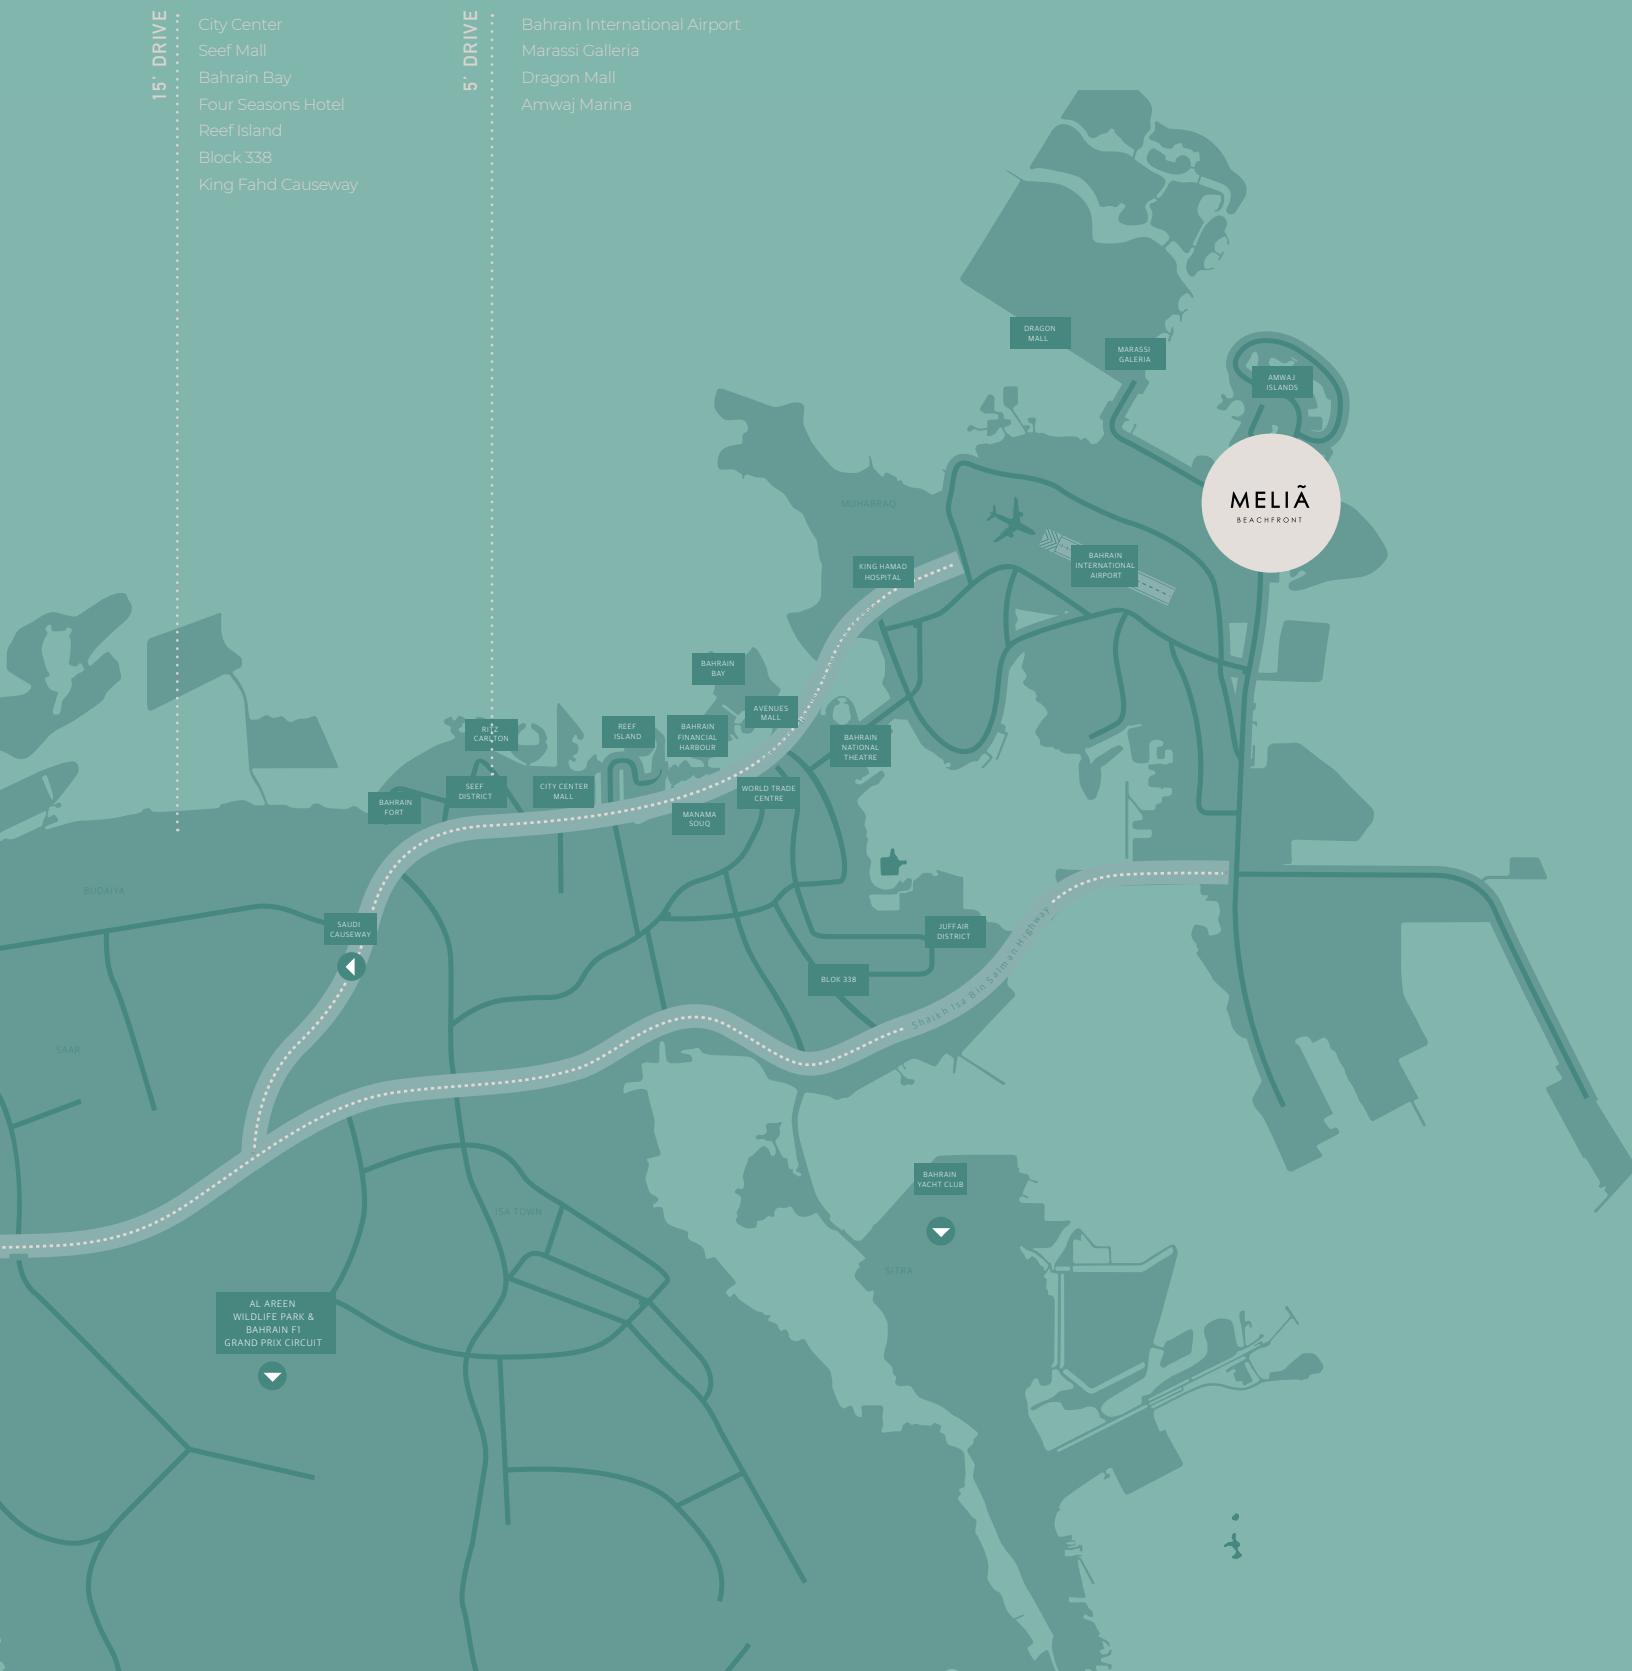 15' DRIVE
City Center
Seef Mall
Bahrain Bay
Four Seasons Hotel
Reef Island
Block 338
King Fahd Causeway
5' DRIVE
Bahrain International Airport
Marassi Galleria
Dragon Mall
Amwaj Marina
DRAGON
MALL
MARASSI
GALERIA
AMWAJ
ISLANDS
MELIÃ
BEACHFRONT
MUHARRAQ
KING HAMAD
HOSPITAL
BAHRAIN
INTERNATIONAL
AIRPORT
BAHRAIN
BAY
AVENUES
MALL
RITZ
CARLTON
REEF
ISLAND
BAHRAIN
FINANCIAL
HARBOUR
BAHRAIN
NATIONAL
THEATRE
SEEF
DISTRICT
CITY CENTER
MALL
WORLD TRADE
CENTRE
BAHRAIN
FORT
MANAMA
SOUQ
BUDAIYA
SAUDI
CAUSEWAY
JUFFAIR
DISTRICT
BLOK 338
Shaikh Isa Bin Salman Highway
SAAR
BAHRAIN
YACHT CLUB
ISA TOWN
SITRA
AL AREEN
WILDLIFE PARK &
BAHRAIN F1
GRAND PRIX CIRCUIT